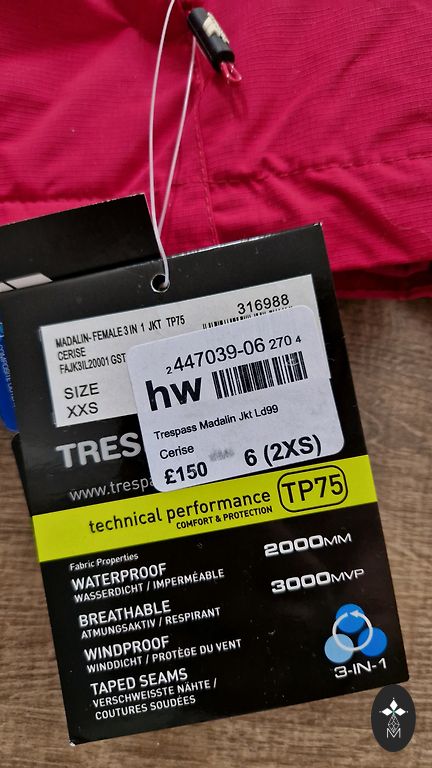 MADALIN-FEMALE 3 IN 1 JKT TP75
316988
CERISE
FAJK3IL20001 GST
SIZE
XXS
2 447039-06 270 4
hw
Trespass Madalin Jkt Ld99
Cerise
£150 6 (2XS)
TRES
www.trespa
technical performance TP75
COMFORT & PROTECTION
Fabric Properties
WATERPROOF 2000MM
WASSERDICHT / IMPERMÉABLE
BREATHABLE 3000MVP
ATMUNGSAKTIV / RESPIRANT
WINDPROOF
WINDDICHT / PROTÈGE DU VENT
TAPED SEAMS
VERSCHWEISSTE NÄHTE /
COUTURES SOUDÉES
3-IN-1
M